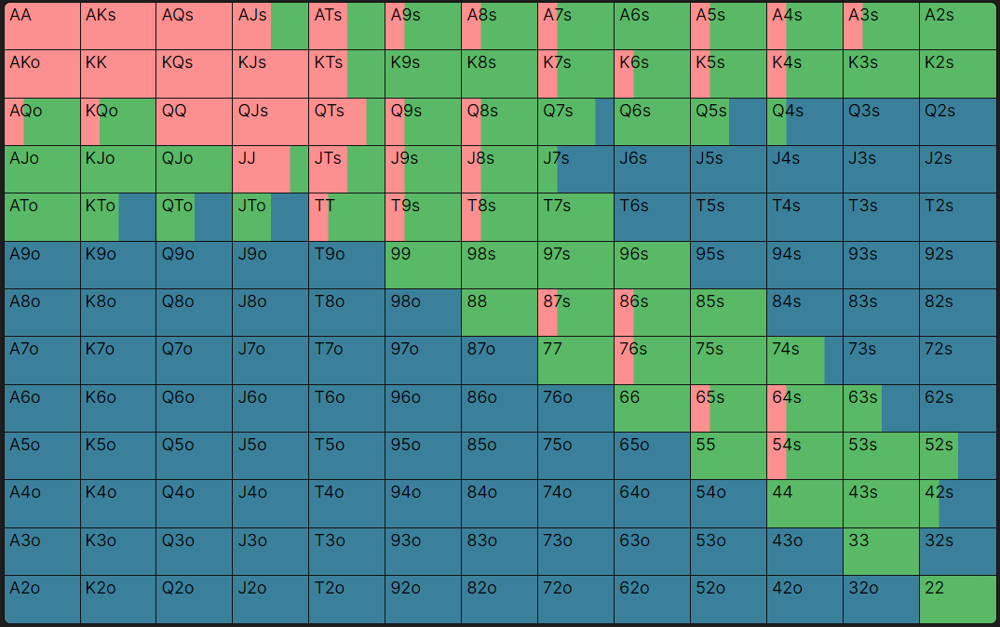 AA AKs AQs AJs ATs A9s A8s A7s A6s A5s A4s A3s A2s
AKo KK KQs KJs KTs K9s K8s K7s K6s K5s K4s K3s K2s
AQo KQo QQ QJs QTs Q9s Q8s Q7s Q6s Q5s Q4s Q3s Q2s
AJo KJo QJo JJ JTs J9s J8s J7s J6s J5s J4s J3s J2s
ATo KTo QTo JTo TT T9s T8s T7s T6s T5s T4s T3s T2s
A9o K9o Q9o J9o T9o 99 98s 97s 96s 95s 94s 93s 92s
A8o K8o Q8o J8o T8o 98o 88 87s 86s 85s 84s 83s 82s
A7o K7o Q7o J7o T7o 97o 87o 77 76s 75s 74s 73s 72s
A6o K6o Q6o J6o T6o 96o 86o 76o 66 65s 64s 63s 62s
A5o K5o Q5o J5o T5o 95o 85o 75o 65o 55 54s 53s 52s
A4o K4o Q4o J4o T4o 94o 84o 74o 64o 54o 44 43s 42s
A3o K3o Q3o J3o T3o 93o 83o 73o 63o 53o 43o 33 32s
A2o K2o Q2o J2o T2o 92o 82o 72o 62o 52o 42o 32o 22